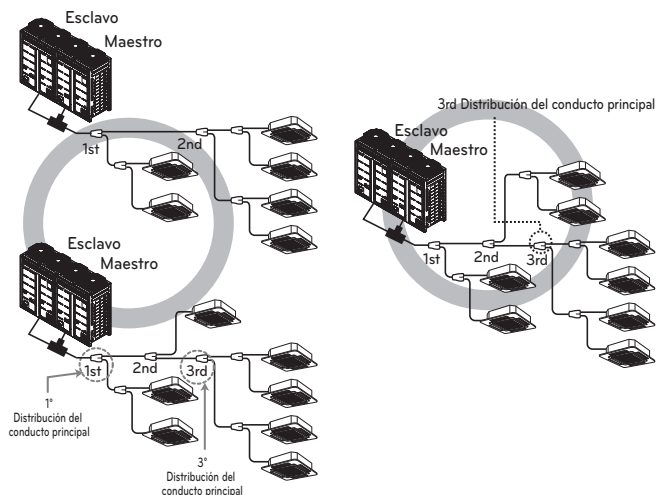 Esclavo
Maestro
1st
2nd
Esclavo
Maestro
1st
2nd
3rd
1°
Distribución del
conducto principal
3°
Distribución del
conducto principal
3rd Distribución del conducto principal
Esclavo
Maestro
1st
2nd
3rd